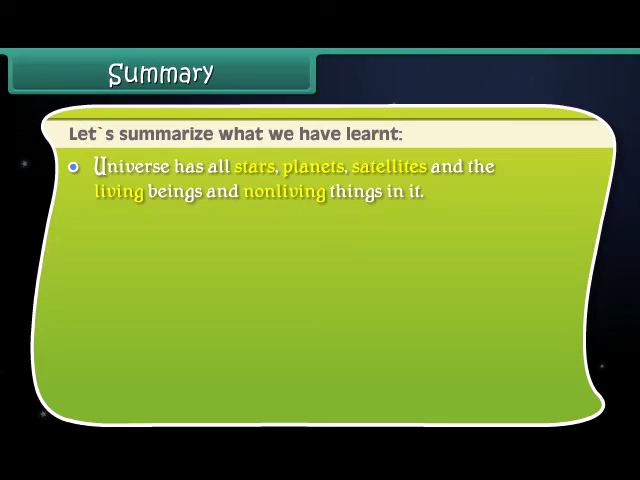 Summary
Let`s summarize what we have learnt:
Universe has all stars, planets, satellites and the
living beings and nonliving things in it.